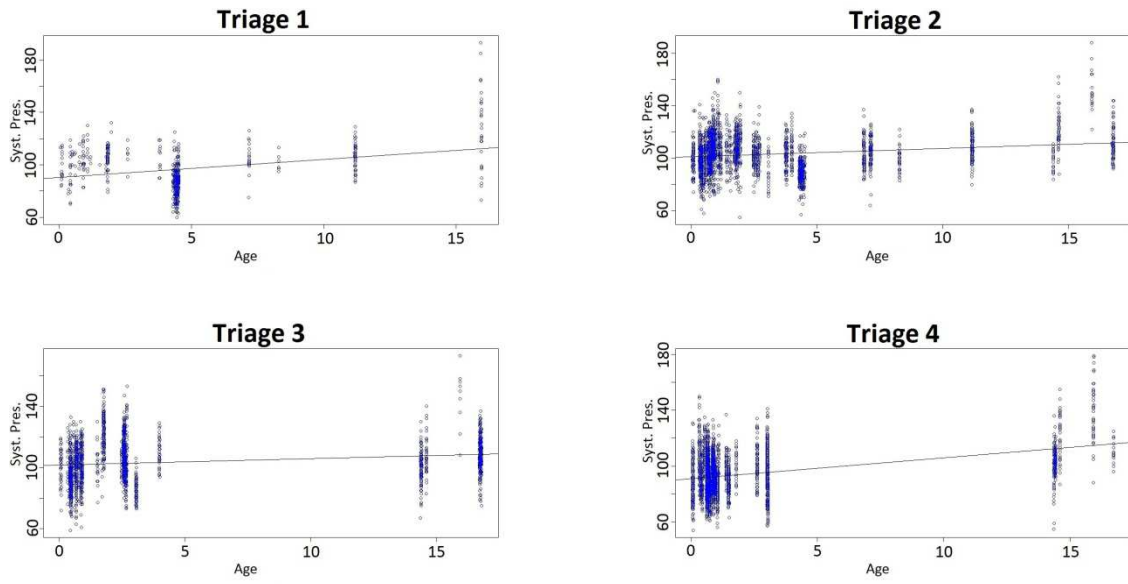 Triage 1
Syst. Pres.
60 100 140 180
0 5 10 15
Age
Triage 2
Syst. Pres.
60 100 140 180
0 5 10 15
Age
Triage 3
Syst. Pres.
60 100 140
0 5 10 15
Age
Triage 4
Syst. Pres.
60 100 140 180
0 5 10 15
Age